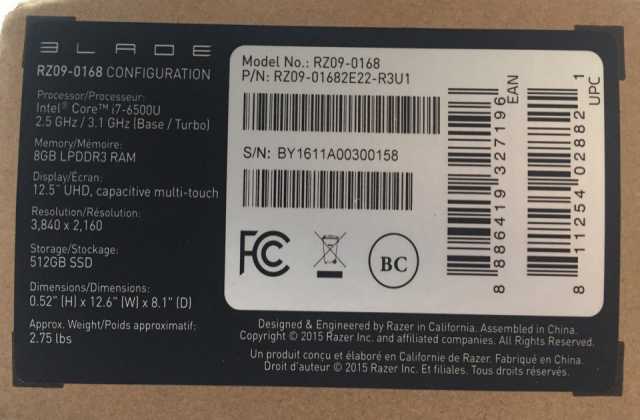 BLADE
RZ09-0168 CONFIGURATION
Processor/Processeur:
Intel® Core™ i7-6500U
2.5 GHz / 3.1 GHz (Base / Turbo)
Memory/Mémoire:
8GB LPDDR3 RAM
Display/Écran:
12.5" UHD, capacitive multi-touch
Resolution/Résolution:
3,840 x 2,160
Storage/Stockage:
512GB SSD
Dimensions/Dimensions:
0.52" (H) x 12.6" (W) x 8.1" (D)
Approx. Weight/Poids approximatif:
2.75 lbs
Model No.: RZ09-0168
P/N: RZ09-01682E22-R3U1
S/N: BY1611A00300158
FC
BC
8 886419 327196
EAN
8 11254 02882 1
UPC
Designed & Engineered by Razer in California. Assembled in China.
Copyright © 2015 Razer Inc. and affiliated companies. All Rights Reserved.
Un produit conçu et élaboré en Californie de Razer. Fabriqué en China.
Droit d'auteur © 2015 Razer Inc. Et filiales. Tous droits réservés.